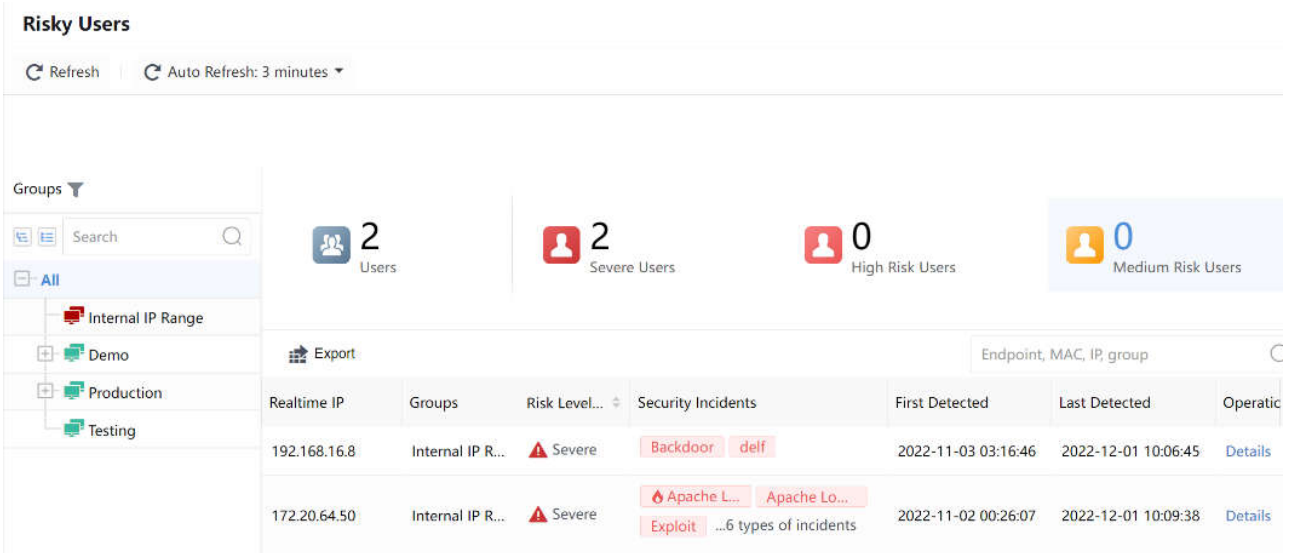 Risky Users
Refresh Auto Refresh: 3 minutes
Groups
Search
All
Internal IP Range
Demo
Production
Testing
2
Users
2
Severe Users
0
High Risk Users
0
Medium Risk Users
Export
Endpoint, MAC, IP, group
Realtime IP Groups Risk Level... Security Incidents First Detected Last Detected Operatic
192.168.16.8 Internal IP R... Severe Backdoor delf 2022-11-03 03:16:46 2022-12-01 10:06:45 Details
172.20.64.50 Internal IP R... Severe Apache L... Apache Lo... 2022-11-02 00:26:07 2022-12-01 10:09:38 Details
Exploit ...6 types of incidents